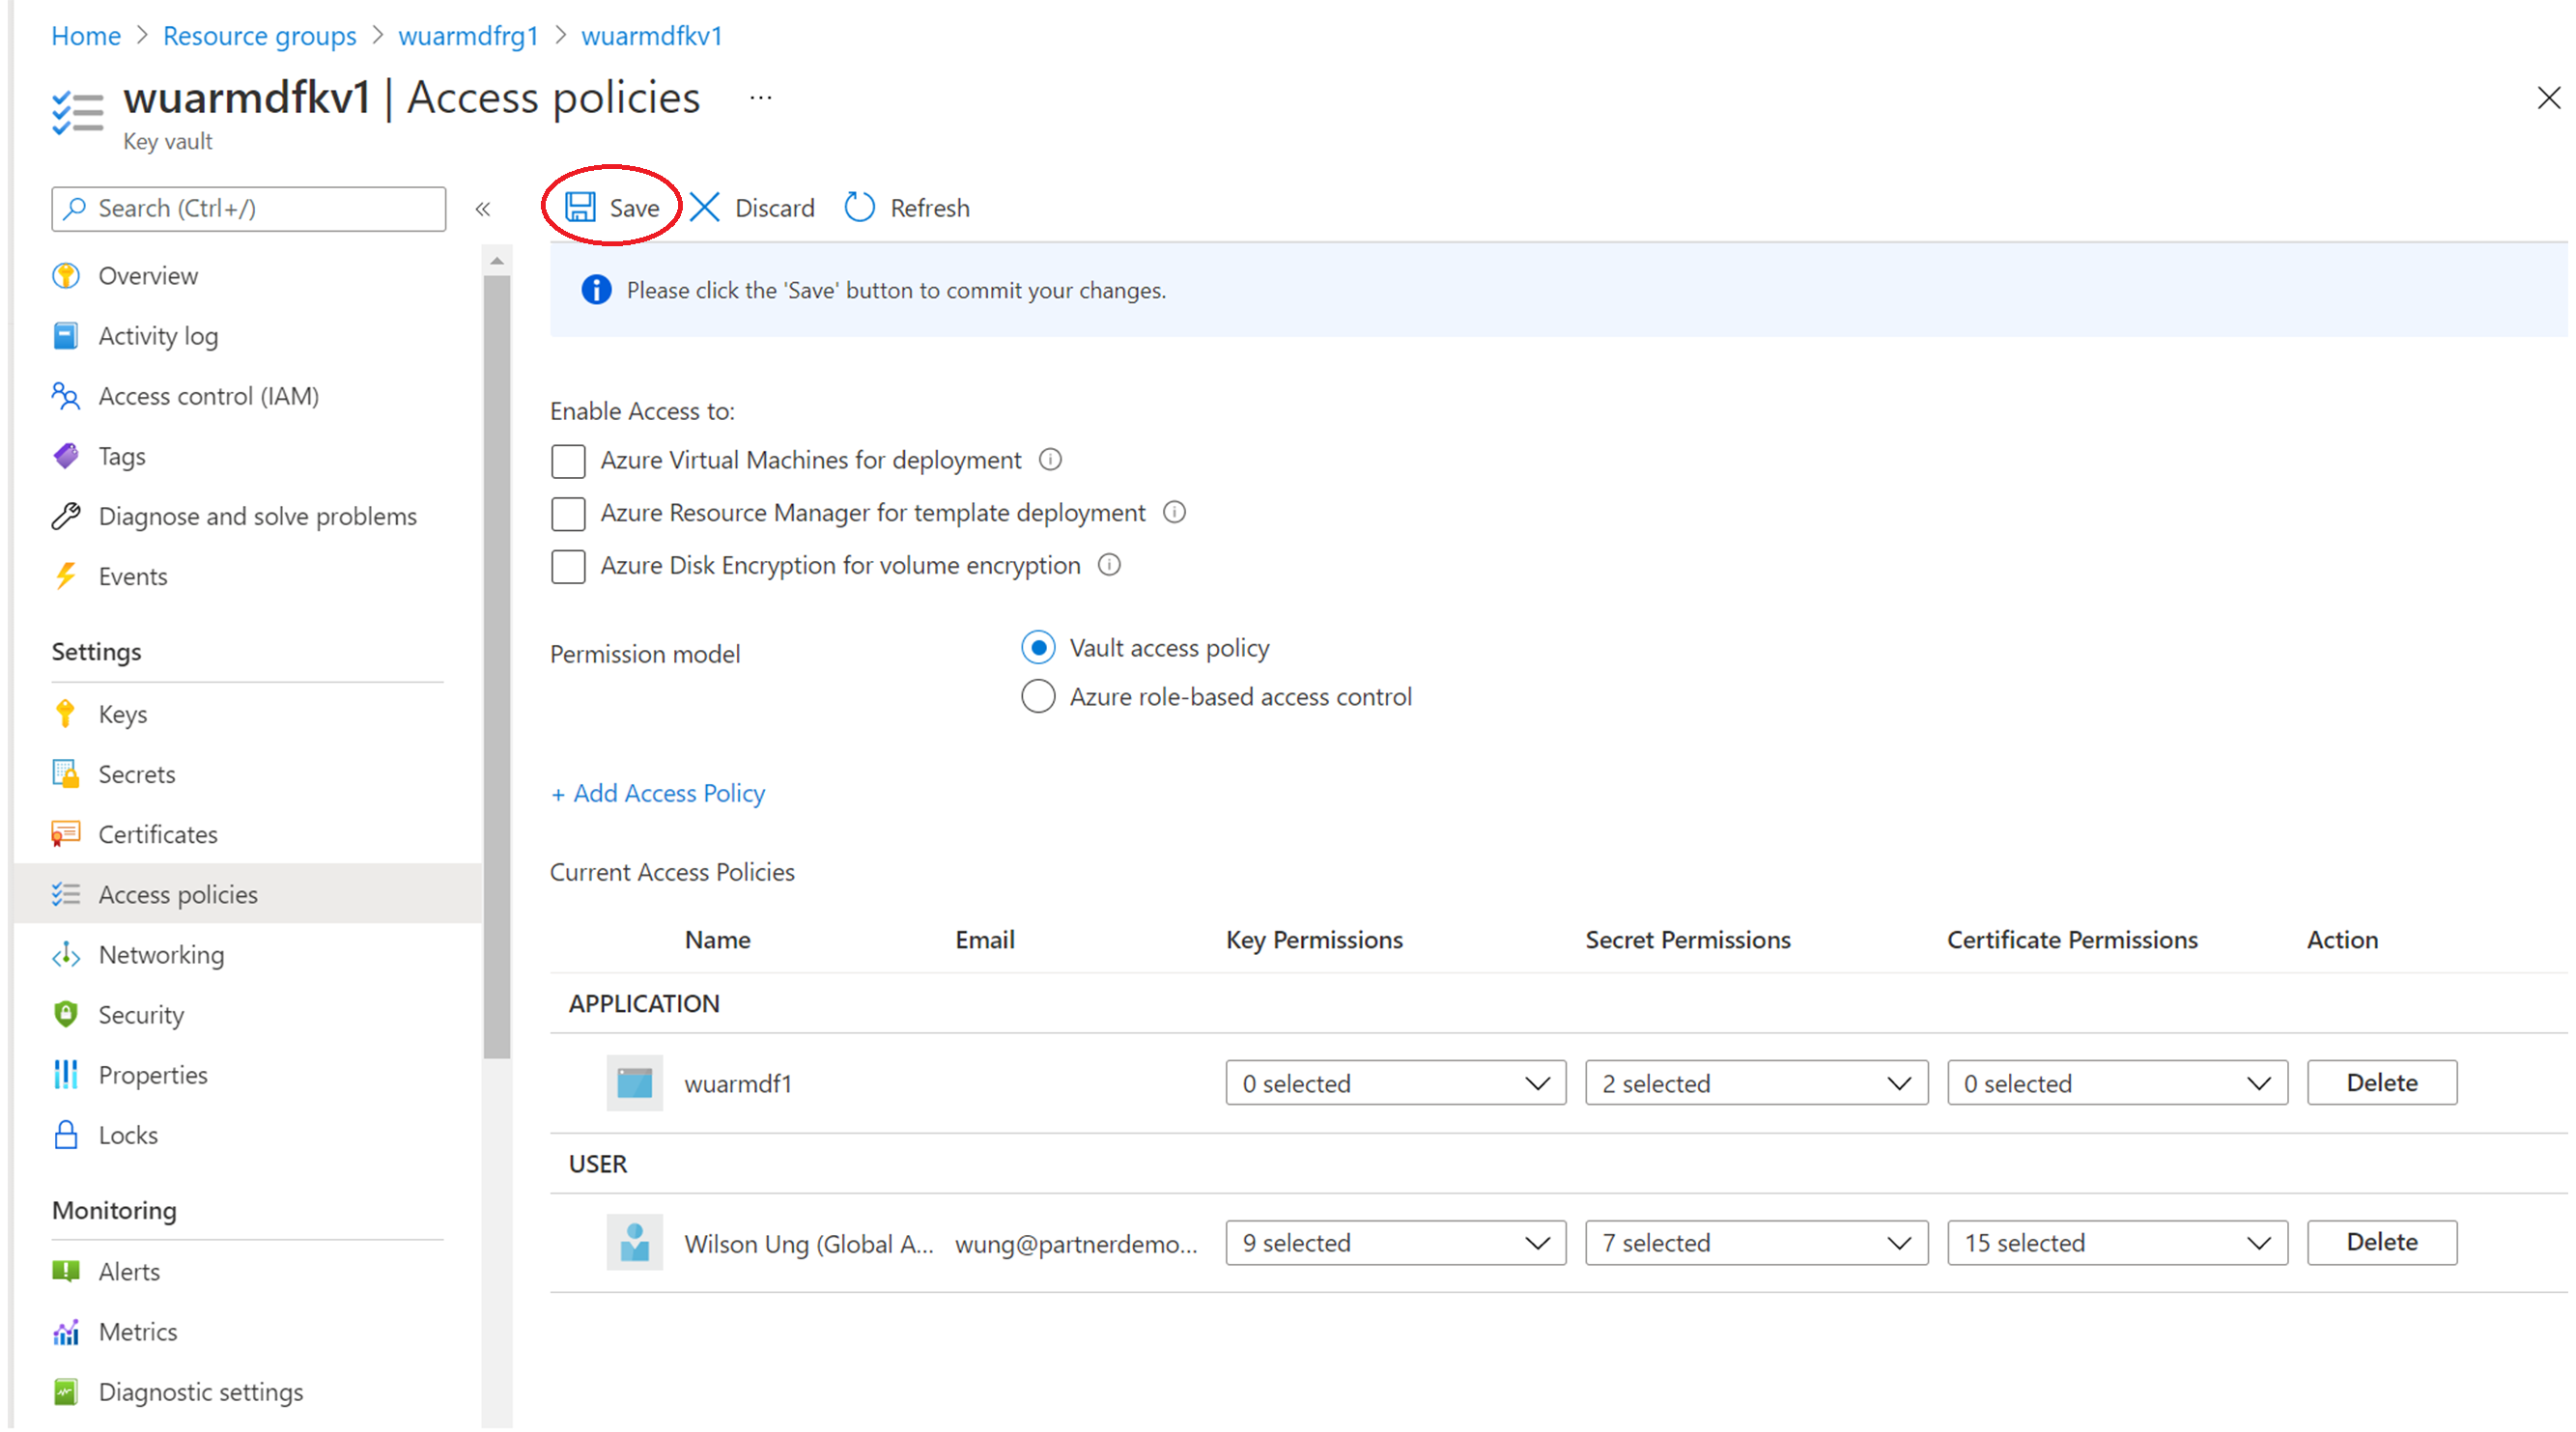 Home > Resource groups > wuarmdfrg1 > wuarmdfkv1
wuarmdfkv1 | Access policies ...
Key vault
Search (Ctrl+/)
«
Save
Discard
Refresh
Please click the 'Save' button to commit your changes.
Overview
Activity log
Access control (IAM)
Tags
Diagnose and solve problems
Events
Settings
Keys
Secrets
Certificates
Access policies
Networking
Security
Properties
Locks
Monitoring
Alerts
Metrics
Diagnostic settings
Enable Access to:
Azure Virtual Machines for deployment
Azure Resource Manager for template deployment
Azure Disk Encryption for volume encryption
Permission model
Vault access policy
Azure role-based access control
+ Add Access Policy
Current Access Policies
Name Email Key Permissions Secret Permissions Certificate Permissions Action
APPLICATION
wuarmdf1 0 selected 2 selected 0 selected Delete
USER
Wilson Ung (Global A... wung@partnerdemo... 9 selected 7 selected 15 selected Delete